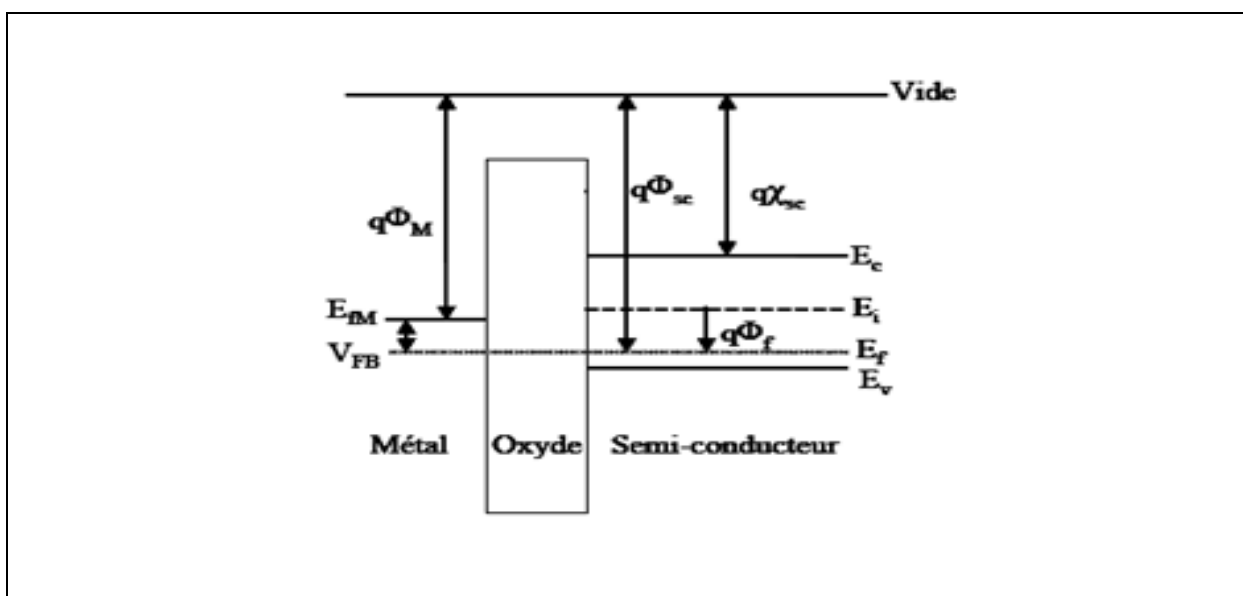 Vide
qΦsc
qχsc
qΦM
Ec
EfM
Ei
qΦf
VFB
Ef
Ev
Métal Oxyde Semi-conducteur